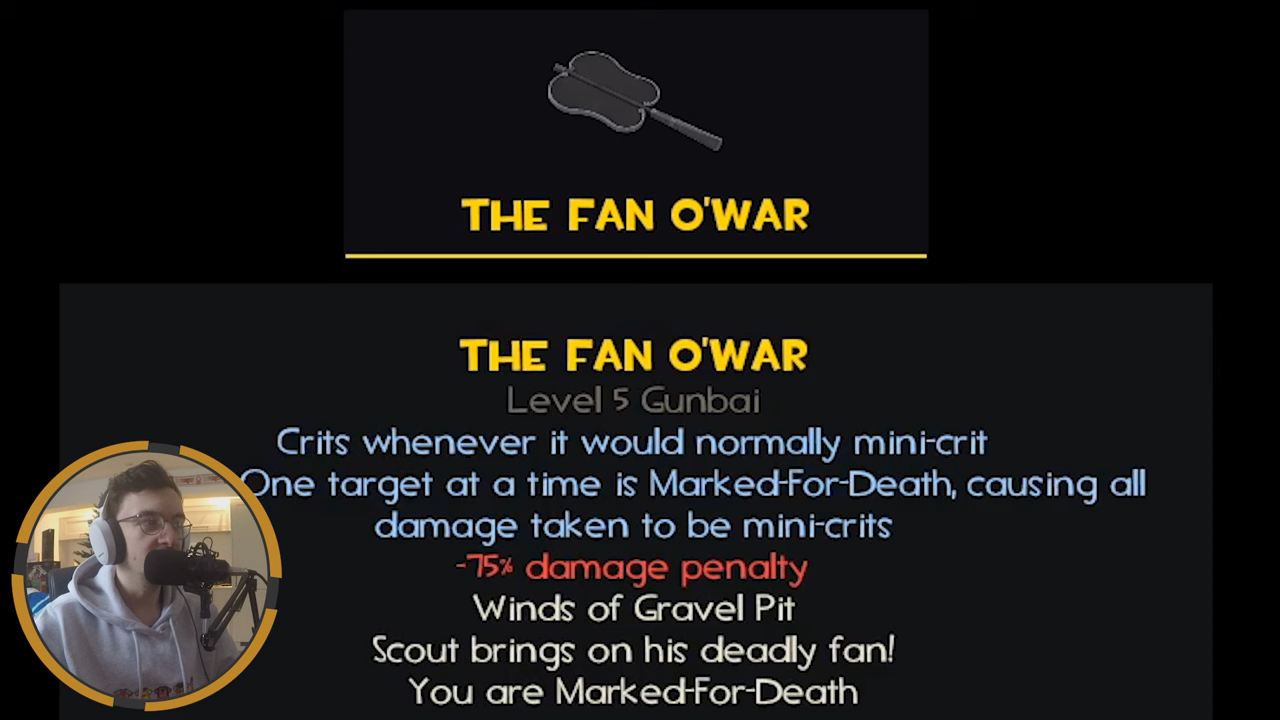 THE FAN O'WAR
THE FAN O'WAR
Level 5 Gunbai
Crits whenever it would normally mini-crit
One target at a time is Marked-For-Death, causing all
damage taken to be mini-crits
-75% damage penalty
Winds of Gravel Pit
Scout brings on his deadly fan!
You are Marked-For-Death